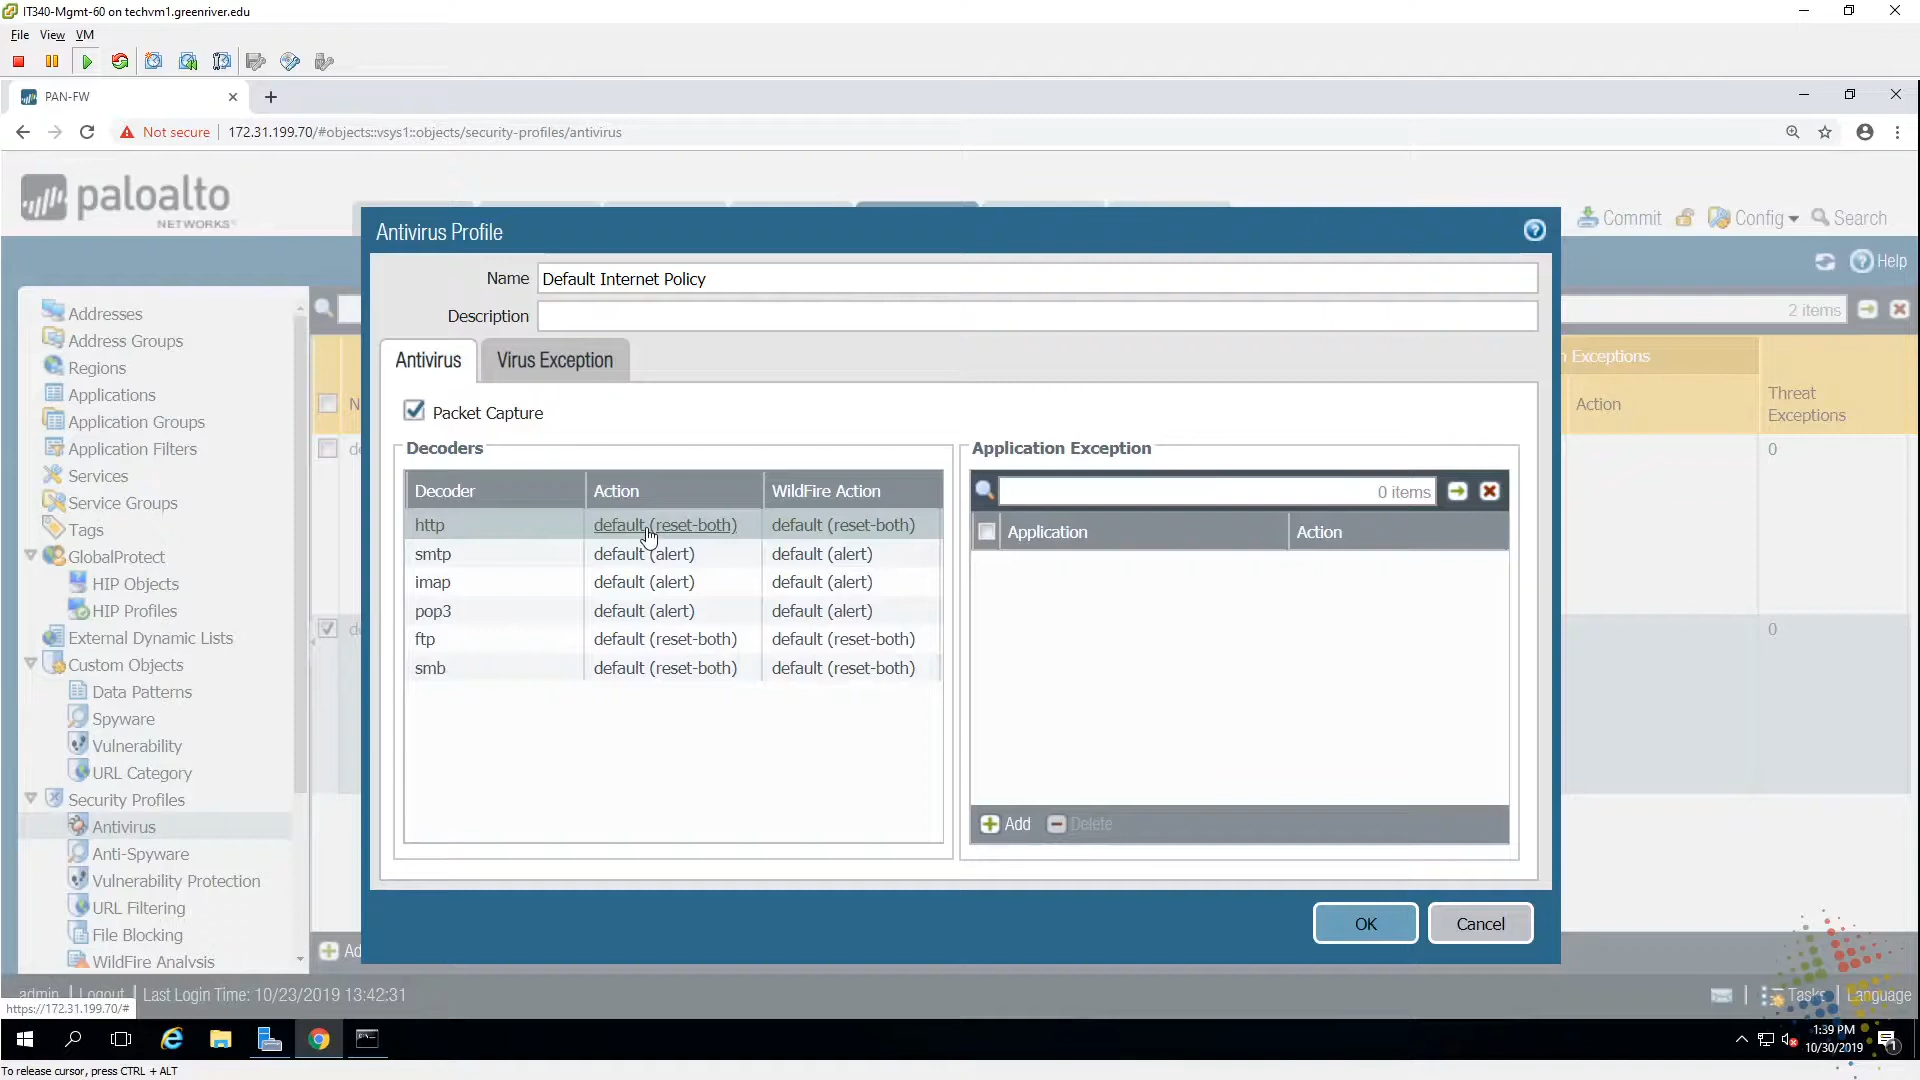 IT340-Mgmt-60 on techvm1.greenriver.edu
File View VM
PAN-FW
Not secure 172.31.199.70/#objects::vsys1::objects/security-profiles/antivirus
paloalto
NETWORKS
Commit Config Search
Help
Antivirus Profile
Name Default Internet Policy
Description
Antivirus Virus Exception
Packet Capture
Decoders
Decoder Action WildFire Action
http default (reset-both) default (reset-both)
smtp default (alert) default (alert)
imap default (alert) default (alert)
pop3 default (alert) default (alert)
ftp default (reset-both) default (reset-both)
smb default (reset-both) default (reset-both)
Application Exception
0 items
Application Action
Add Delete
OK Cancel
Addresses
Address Groups
Regions
Applications
Application Groups
Application Filters
Services
Service Groups
Tags
GlobalProtect
HIP Objects
HIP Profiles
External Dynamic Lists
Custom Objects
Data Patterns
Spyware
Vulnerability
URL Category
Security Profiles
Antivirus
Anti-Spyware
Vulnerability Protection
URL Filtering
File Blocking
WildFire Analysis
2 items
Exceptions
Action
Threat
Exceptions
0
0
admin | Logout | Last Login Time: 10/23/2019 13:42:31
Tasks | Language
https://172.31.199.70/#
1:39 PM
10/30/2019
1
To release cursor, press CTRL + ALT